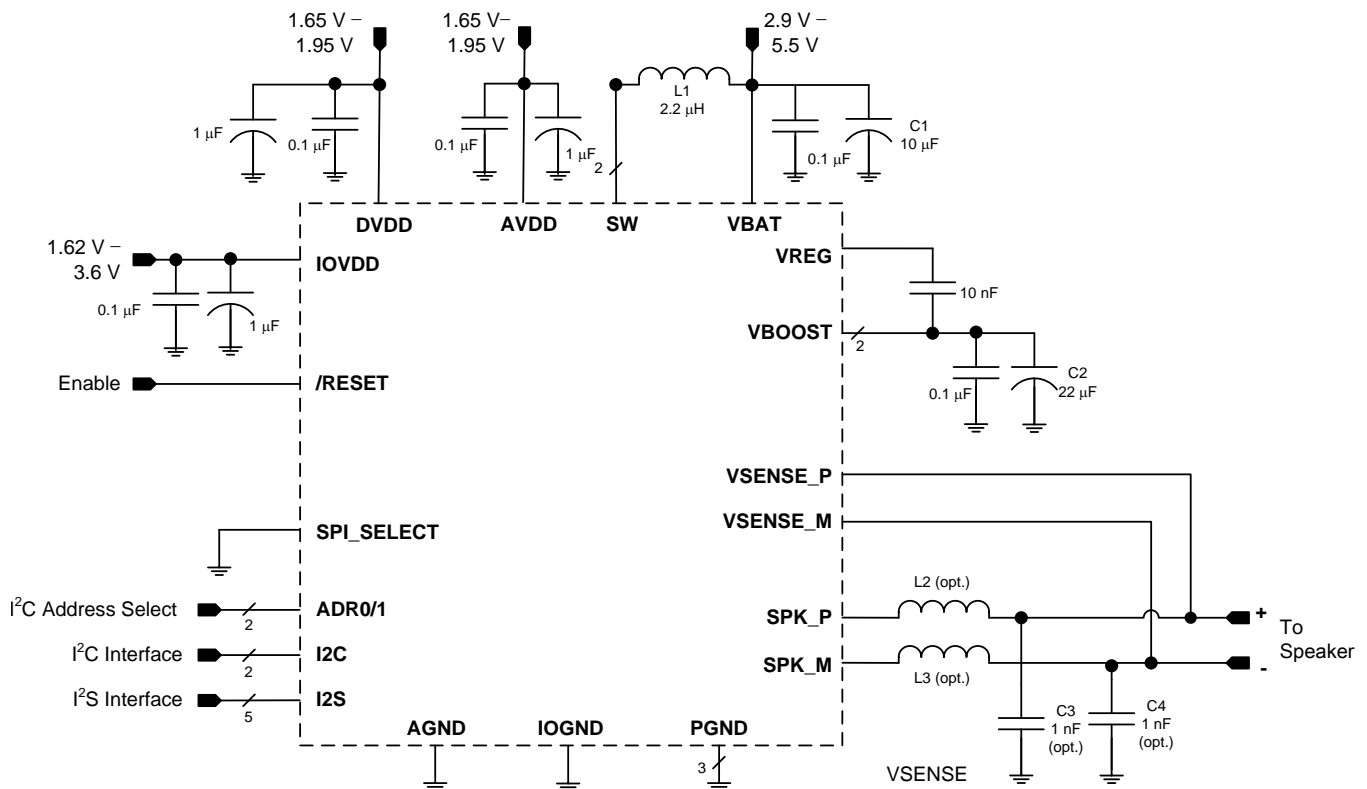 1.65 V –
1.95 V
1.65 V–
1.95 V
2.9 V –
5.5 V
L1
2.2 μH
1 μF
0.1 μF
0.1 μF
1 μF
2
0.1 μF
C1
10 μF
DVDD
AVDD
SW
VBAT
1.62 V –
3.6 V
IOVDD
0.1 μF
1 μF
VREG
10 nF
VBOOST
2
0.1 μF
C2
22 μF
Enable
/RESET
VSENSE_P
VSENSE_M
SPI_SELECT
I²C Address Select
2
ADR0/1
I²C Interface
2
I2C
I²S Interface
5
I2S
L2 (opt.)
SPK_P
SPK_M
L3 (opt.)
+
-
To
Speaker
C3
1 nF
(opt.)
C4
1 nF
(opt.)
AGND
IOGND
PGND
3
VSENSE